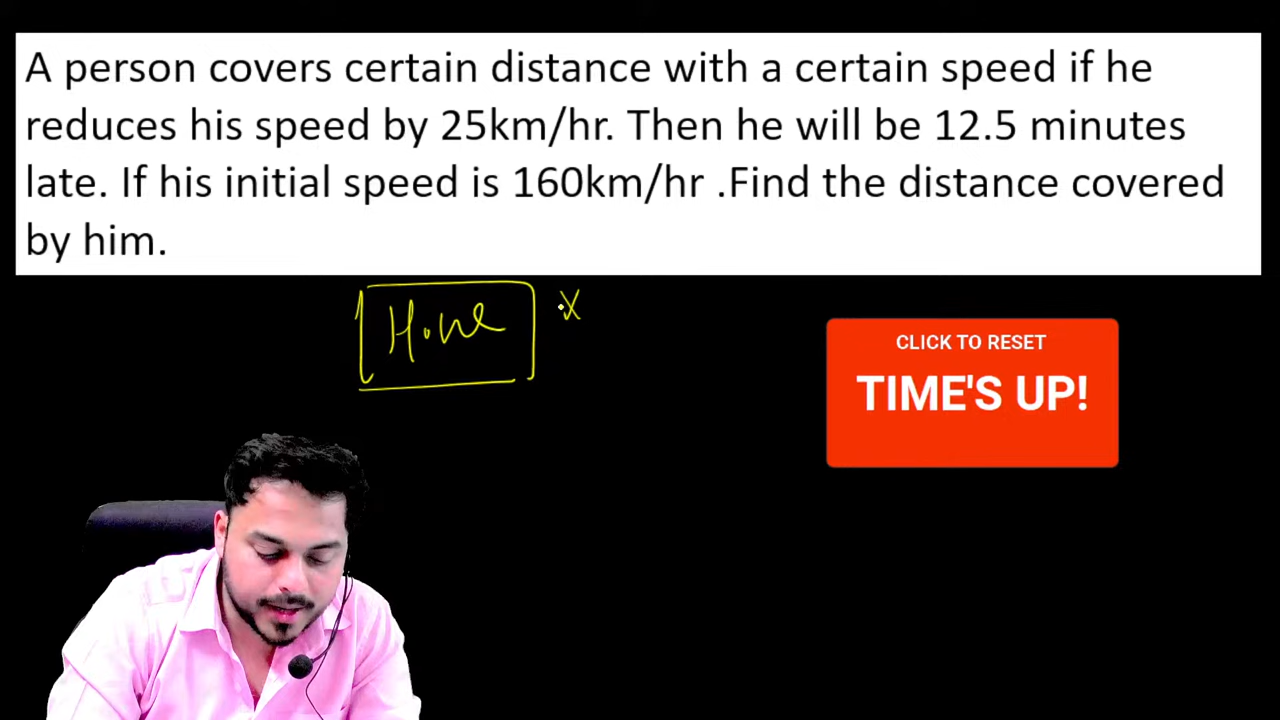 A person covers certain distance with a certain speed if he
reduces his speed by 25km/hr. Then he will be 12.5 minutes
late. If his initial speed is 160km/hr .Find the distance covered
by him.
Home x
CLICK TO RESET
TIME'S UP!